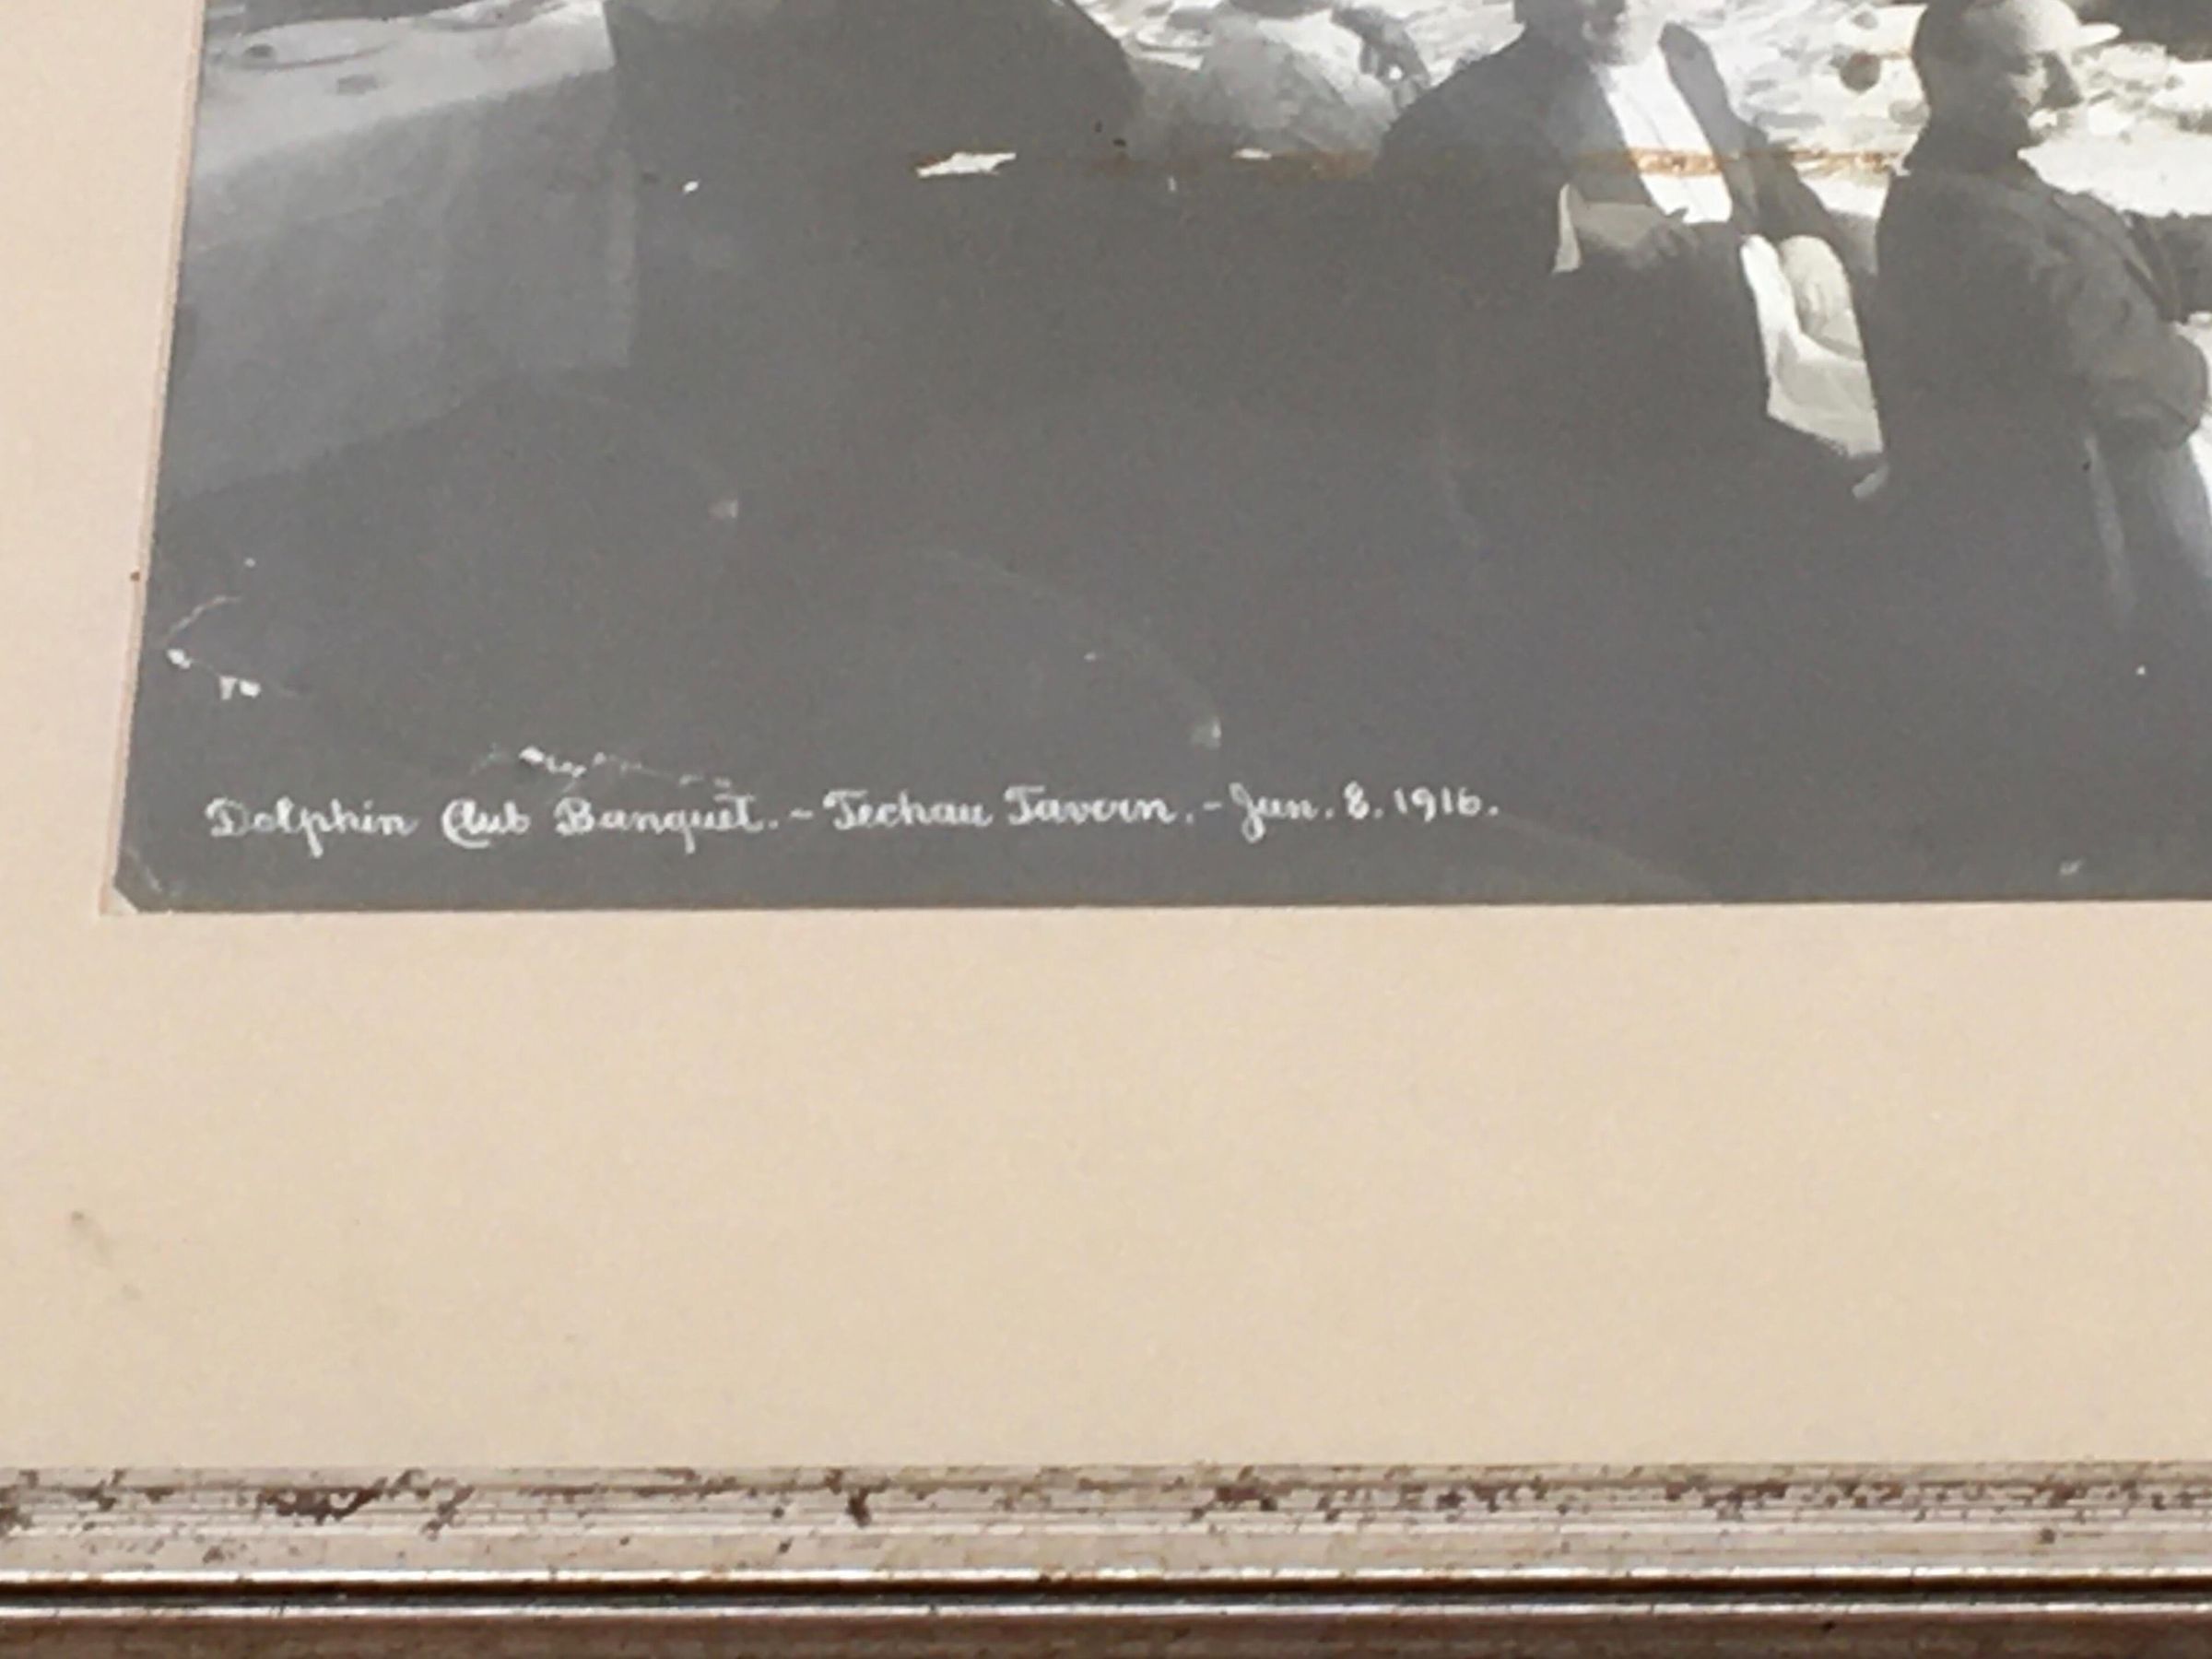 Dolphin Club Banquet. - Techau Tavern. - Jan. 8. 1916.